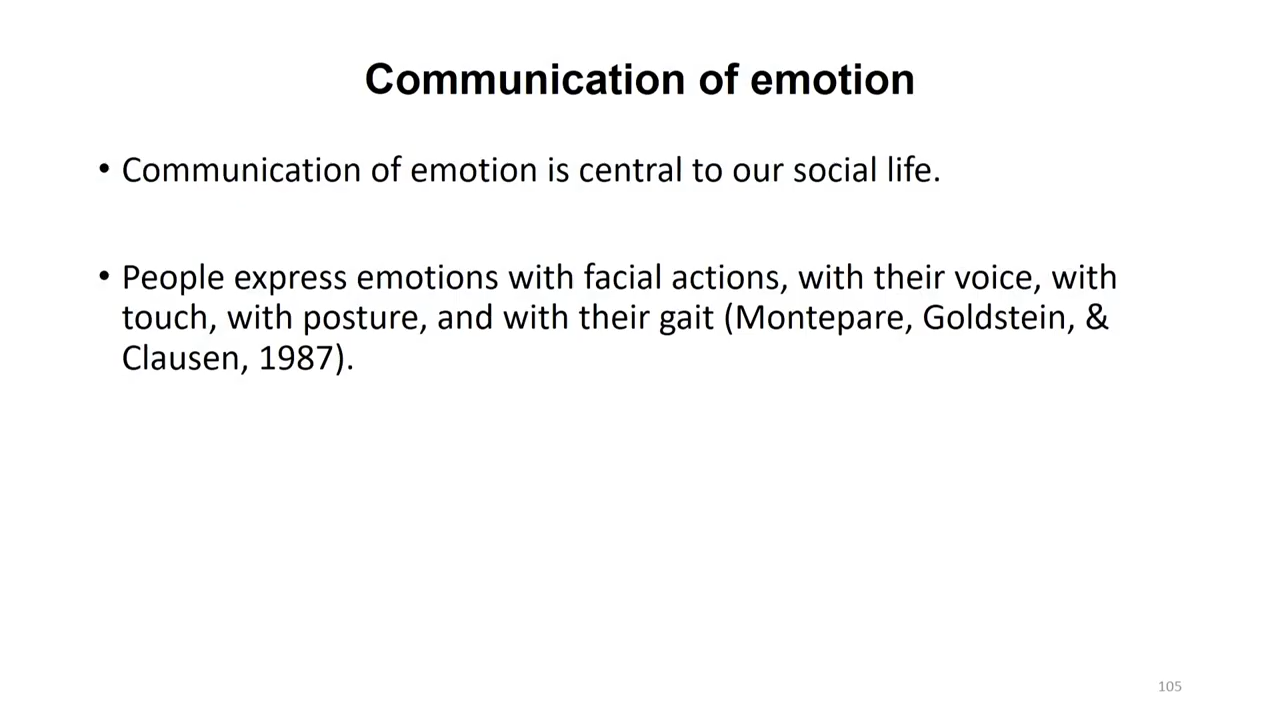 Communication of emotion
• Communication of emotion is central to our social life.
• People express emotions with facial actions, with their voice, with
touch, with posture, and with their gait (Montepare, Goldstein, &
Clausen, 1987).
105